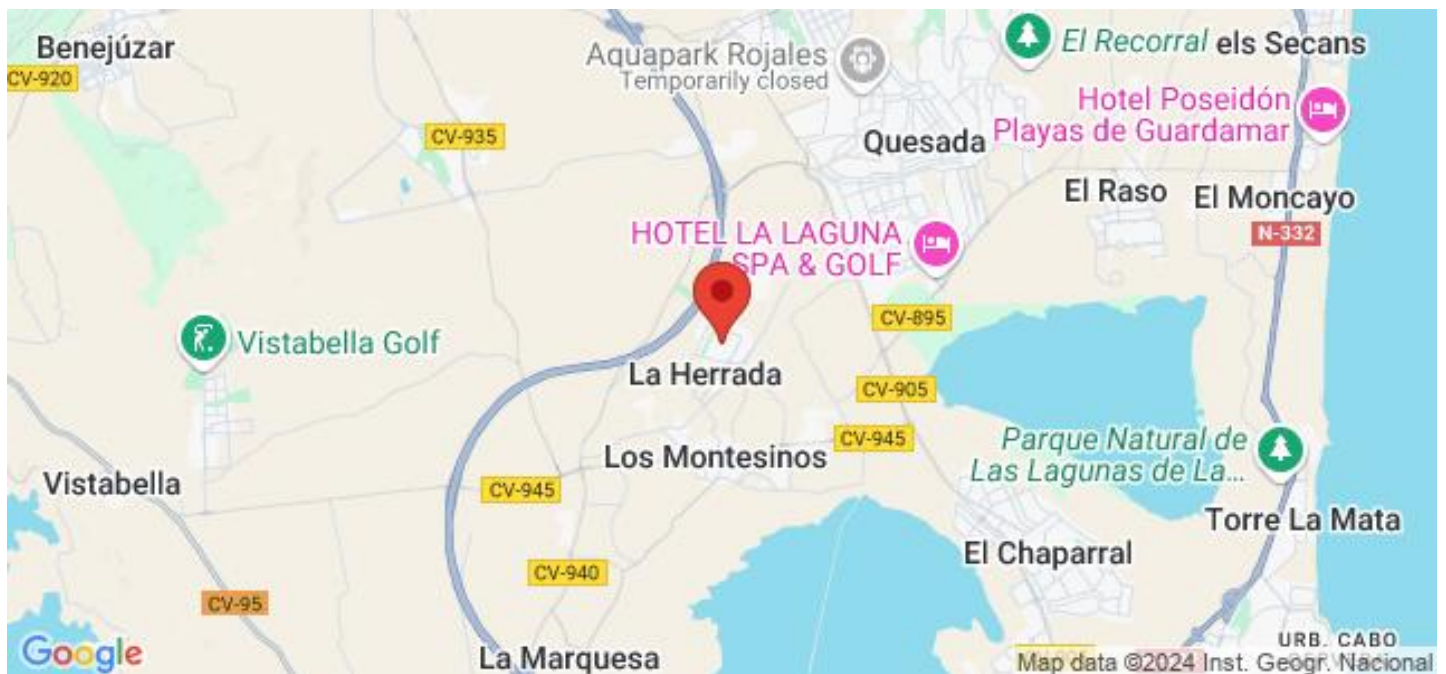 Benejúzar
CV-920
Aquapark Rojales
Temporarily closed
El Recorral
els Secans
Hotel Poseidón
Playas de Guardamar
CV-935
Quesada
El Raso
El Moncayo
N-332
HOTEL LA LAGUNA
SPA & GOLF
CV-895
Vistabella Golf
La Herrada
CV-905
CV-945
Parque Natural de
Las Lagunas de La...
Los Montesinos
Vistabella
CV-945
Torre La Mata
El Chaparral
CV-940
CV-95
URB. CABO
Google
La Marquesa
Map data ©2024 Inst. Geogr. Nacional